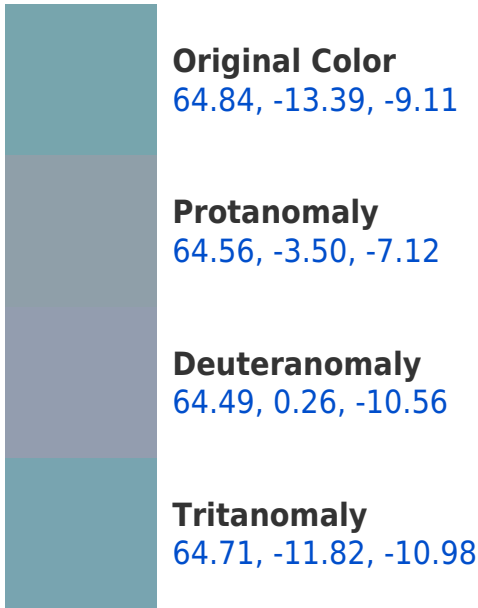 Original Color
64.84, -13.39, -9.11
Protanomaly
64.56, -3.50, -7.12
Deuteranomaly
64.49, 0.26, -10.56
Tritanomaly
64.71, -11.82, -10.98